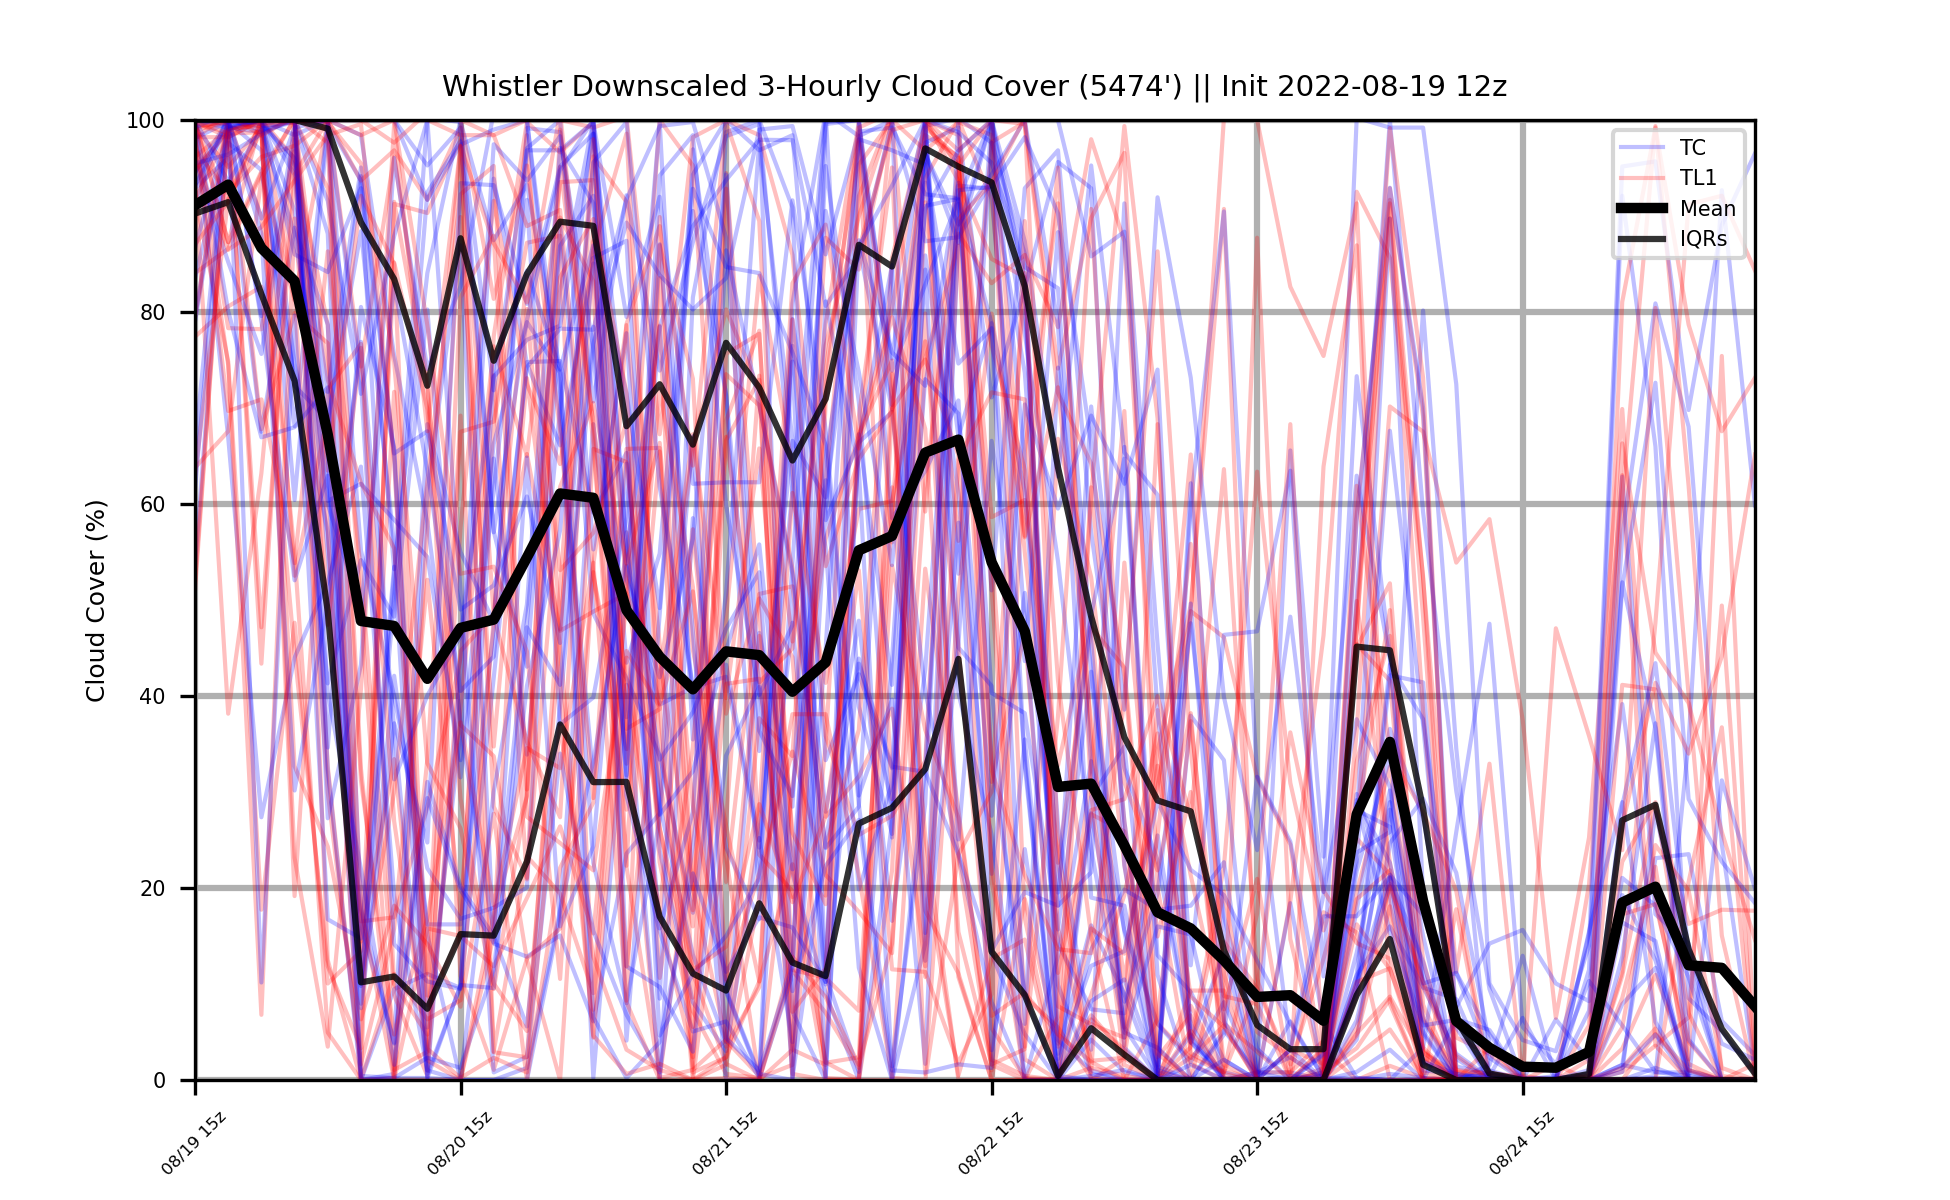 Whistler Downscaled 3-Hourly Cloud Cover (5474') || Init 2022-08-19 12z
TC
TL1
Mean
IQRs
Cloud Cover (%)
100
80
60
40
20
0
08/19 15z
08/20 15z
08/21 15z
08/22 15z
08/23 15z
08/24 15z